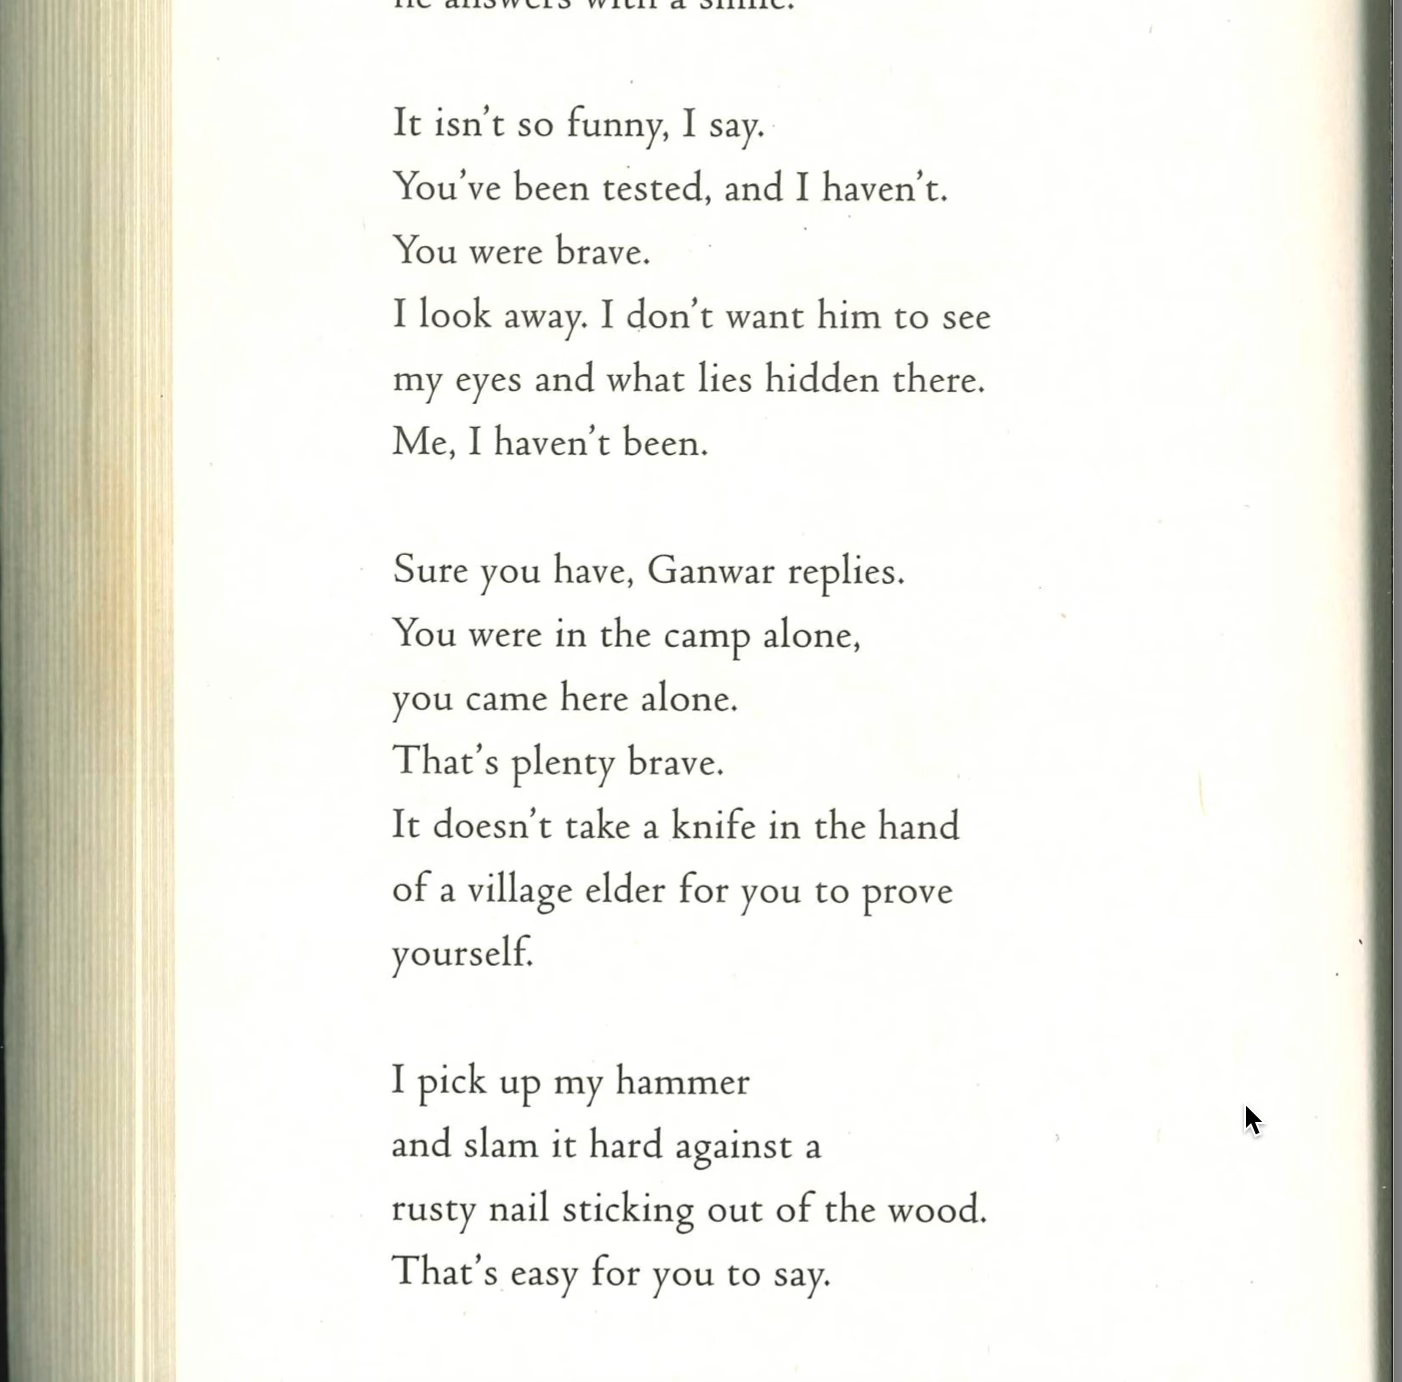 he answers with a smile.
It isn't so funny, I say.
You've been tested, and I haven't.
You were brave.
I look away. I don't want him to see
my eyes and what lies hidden there.
Me, I haven't been.
Sure you have, Ganwar replies.
You were in the camp alone,
you came here alone.
That's plenty brave.
It doesn't take a knife in the hand
of a village elder for you to prove
yourself.
I pick up my hammer
and slam it hard against a
rusty nail sticking out of the wood.
That's easy for you to say.